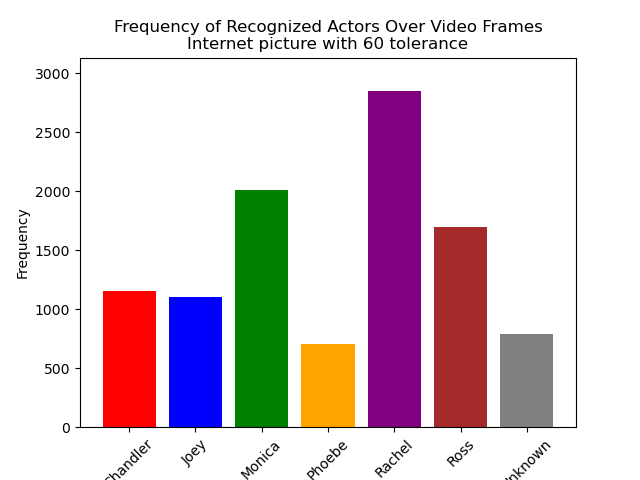 Frequency of Recognized Actors Over Video Frames
Internet picture with 60 tolerance
3000
2500
2000
1500
1000
500
0
Frequency
Chandler
Joey
Monica
Phoebe
Rachel
Ross
Unknown